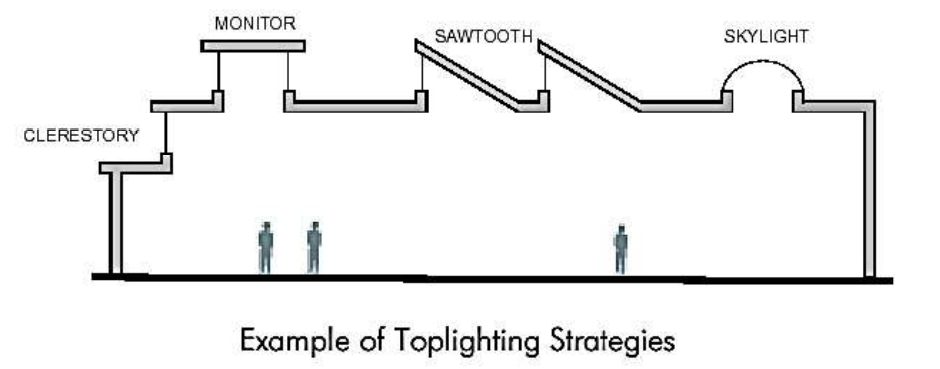 MONITOR
SAWTOOTH
SKYLIGHT
CLERESTORY
Example of Toplighting Strategies